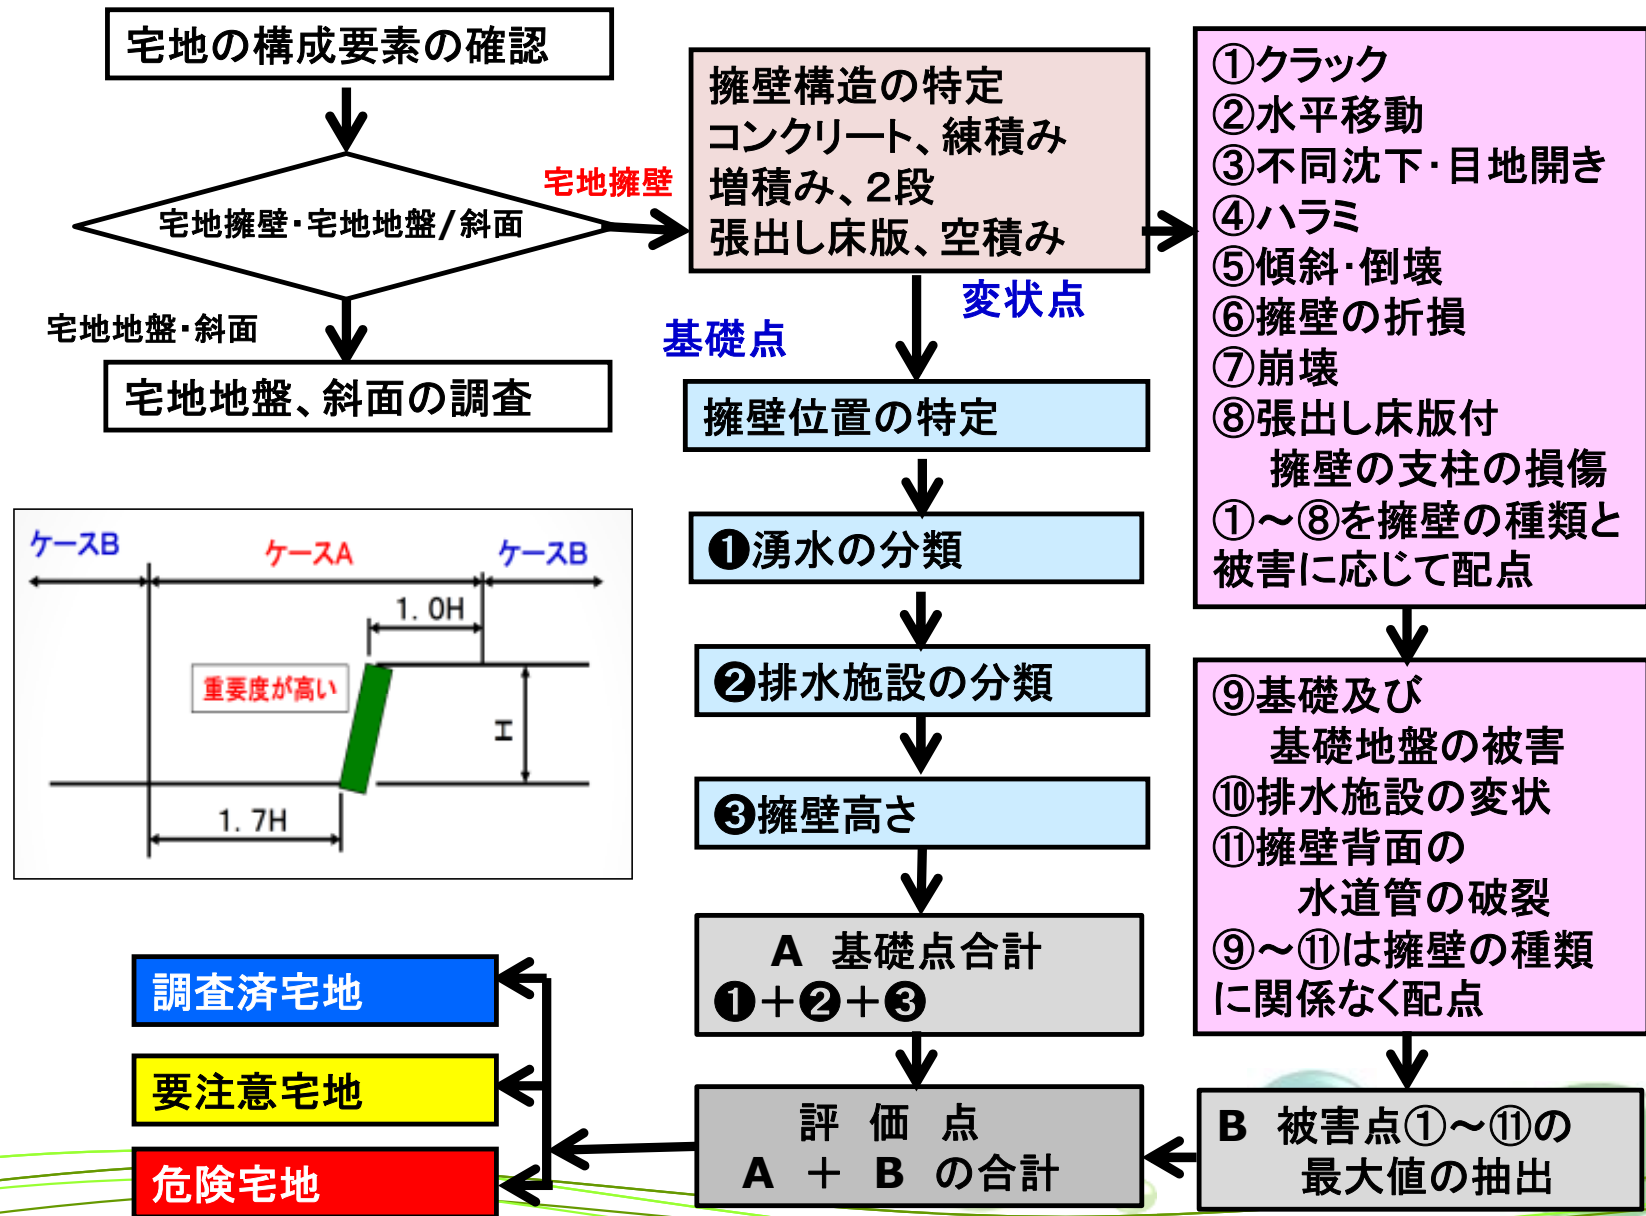 宅地の構成要素の確認
宅地擁壁・宅地地盤/斜面
宅地擁壁
宅地地盤・斜面
宅地地盤、斜面の調査
擁壁構造の特定
コンクリート、練積み
増積み、２段
張出し床版、空積み
変状点
基礎点
擁壁位置の特定
❶湧水の分類
❷排水施設の分類
❸擁壁高さ
A 基礎点合計
❶＋❷＋❸
評 価 点
A ＋ B の合計
①クラック
②水平移動
③不同沈下・目地開き
④ハラミ
⑤傾斜・倒壊
⑥擁壁の折損
⑦崩壊
⑧張出し床版付
擁壁の支柱の損傷
①～⑧を擁壁の種類と
被害に応じて配点
⑨基礎及び
基礎地盤の被害
⑩排水施設の変状
⑪擁壁背面の
水道管の破裂
⑨～⑪は擁壁の種類
に関係なく配点
B 被害点①～⑪の
最大値の抽出
ケースB
ケースA
ケースB
1.0H
重要度が高い
H
1.7H
調査済宅地
要注意宅地
危険宅地